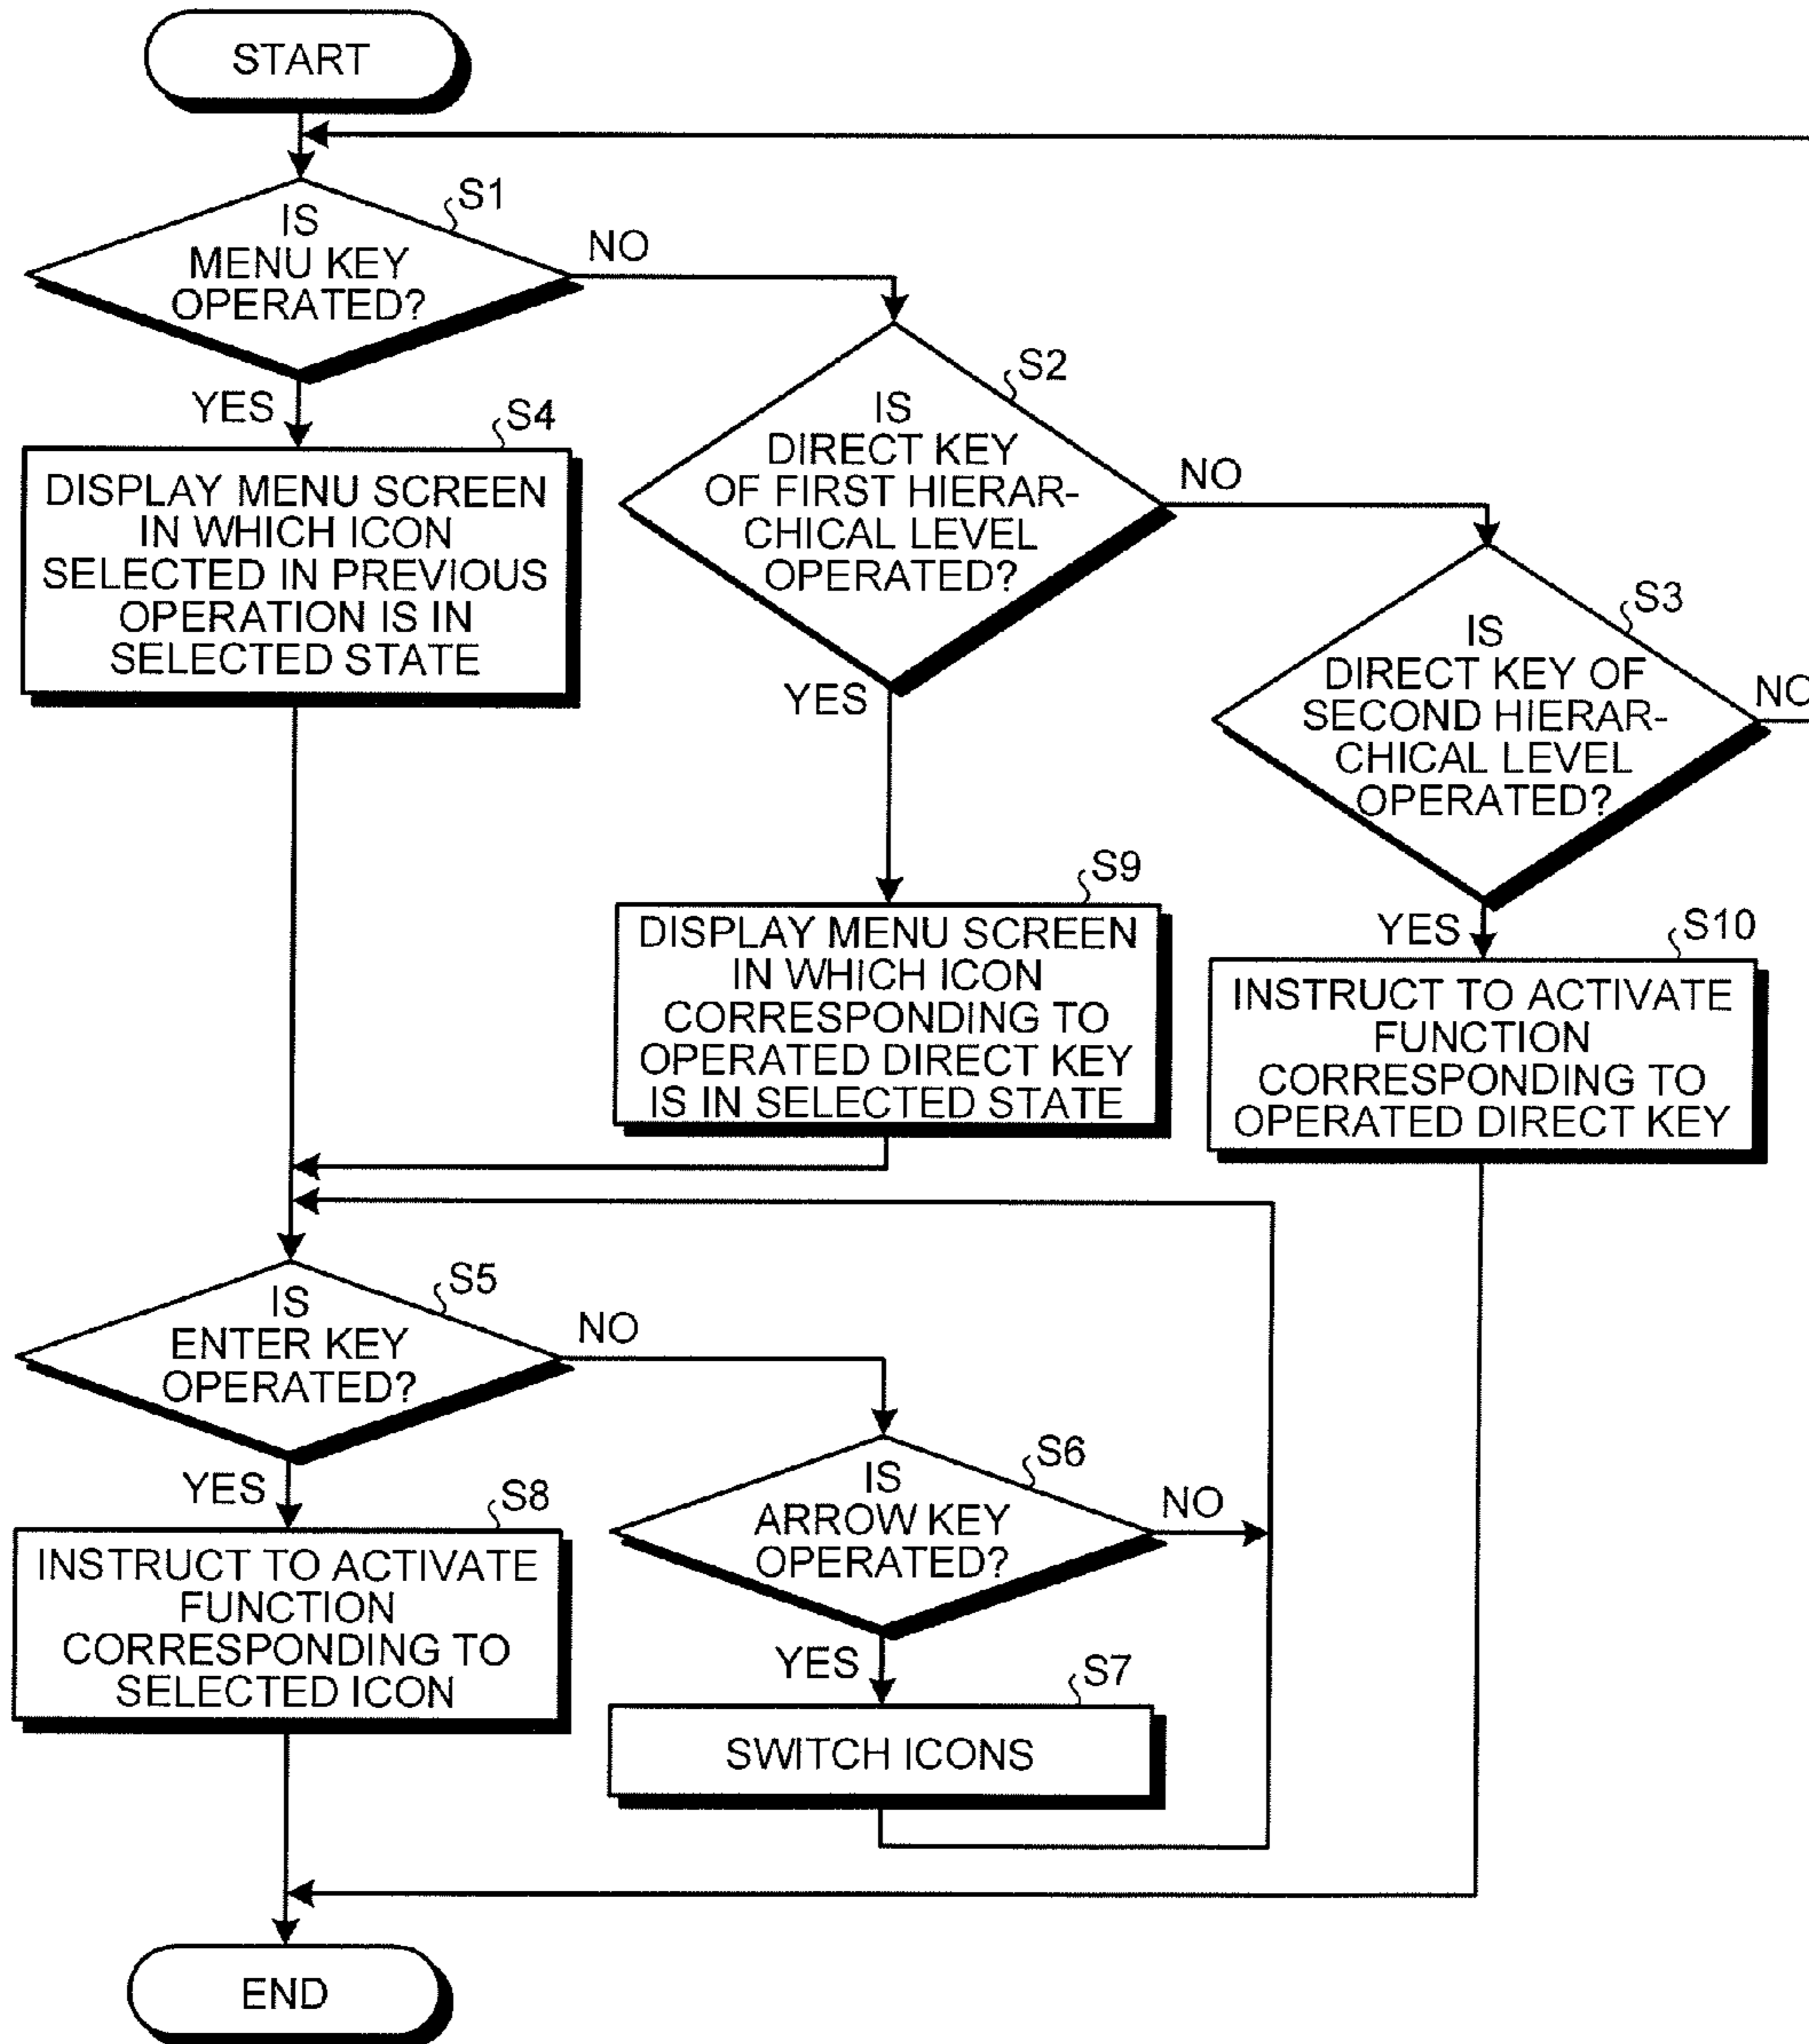 START
S1
IS
MENU KEY
OPERATED?
NO
YES
S2
IS
DIRECT KEY
OF FIRST HIERAR-
CHICAL LEVEL
OPERATED?
NO
YES
S3
IS
DIRECT KEY OF
SECOND HIERAR-
CHICAL LEVEL
OPERATED?
NO
YES
S4
DISPLAY MENU SCREEN
IN WHICH ICON
SELECTED IN PREVIOUS
OPERATION IS IN
SELECTED STATE
S9
DISPLAY MENU SCREEN
IN WHICH ICON
CORRESPONDING TO
OPERATED DIRECT KEY
IS IN SELECTED STATE
S10
INSTRUCT TO ACTIVATE
FUNCTION
CORRESPONDING TO
OPERATED DIRECT KEY
S5
IS
ENTER KEY
OPERATED?
NO
YES
S6
IS
ARROW KEY
OPERATED?
NO
YES
S8
INSTRUCT TO ACTIVATE
FUNCTION
CORRESPONDING TO
SELECTED ICON
S7
SWITCH ICONS
END